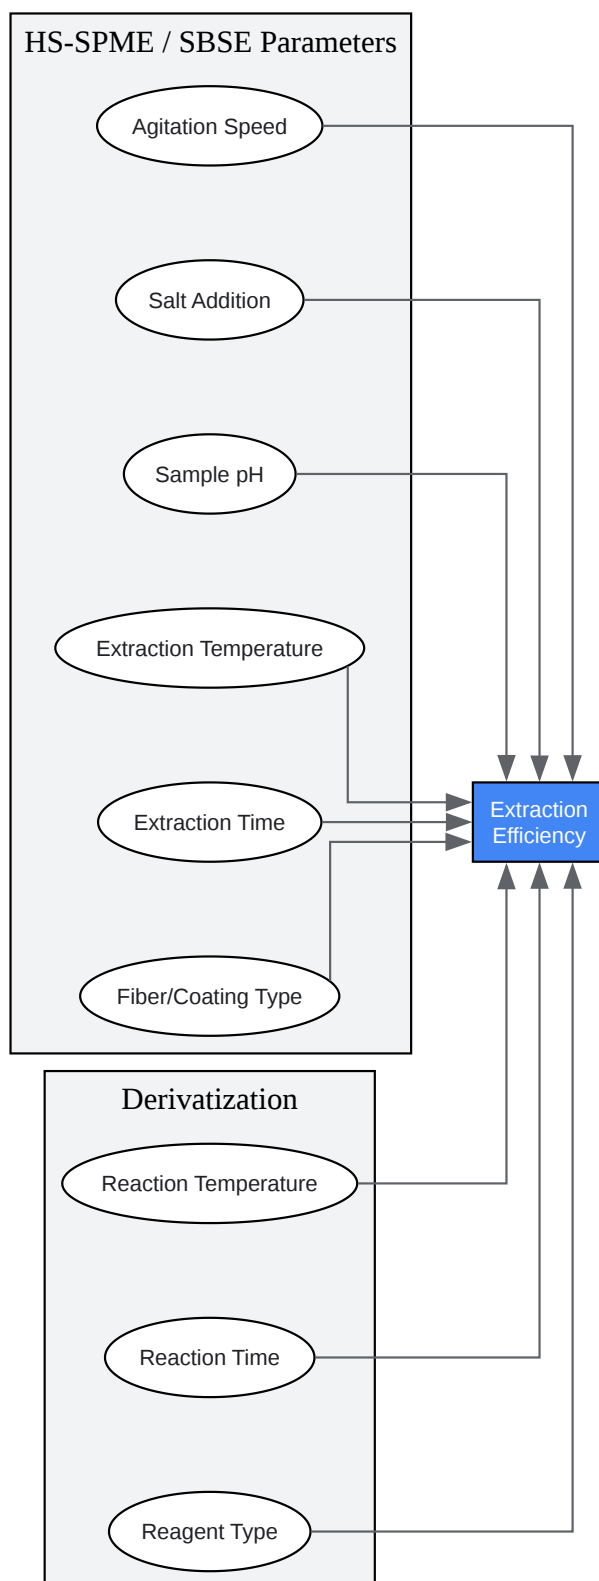 HS-SPME / SBSE Parameters
Agitation Speed
Salt Addition
Sample pH
Extraction Temperature
Extraction Time
Fiber/Coating Type
Extraction
Efficiency
Derivatization
Reaction Temperature
Reaction Time
Reagent Type